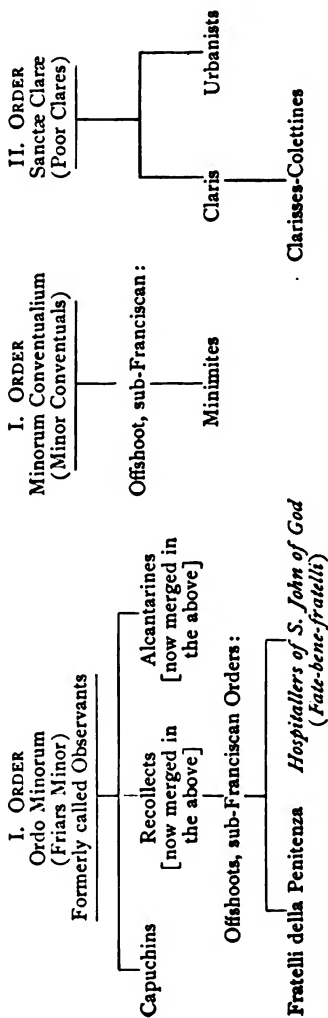 I. ORDER
Ordo Minorum
(Friars Minor)
Formerly called Observants
Capuchins
Recollects
[now merged in
the above]
Alcantarines
[now merged in
the above]
Offshoots, sub-Franciscan Orders :
Fratelli della Penitenza
Hospitallers of S. John of God
(Fate-bene-fratelli)
I. ORDER
Minorum Conventualium
(Minor Conventuals)
Offshoot, sub-Franciscan :
Minimites
II. ORDER
Sanctæ Claræ
(Poor Clares)
Claris
Urbanists
Clarisses-Colettines